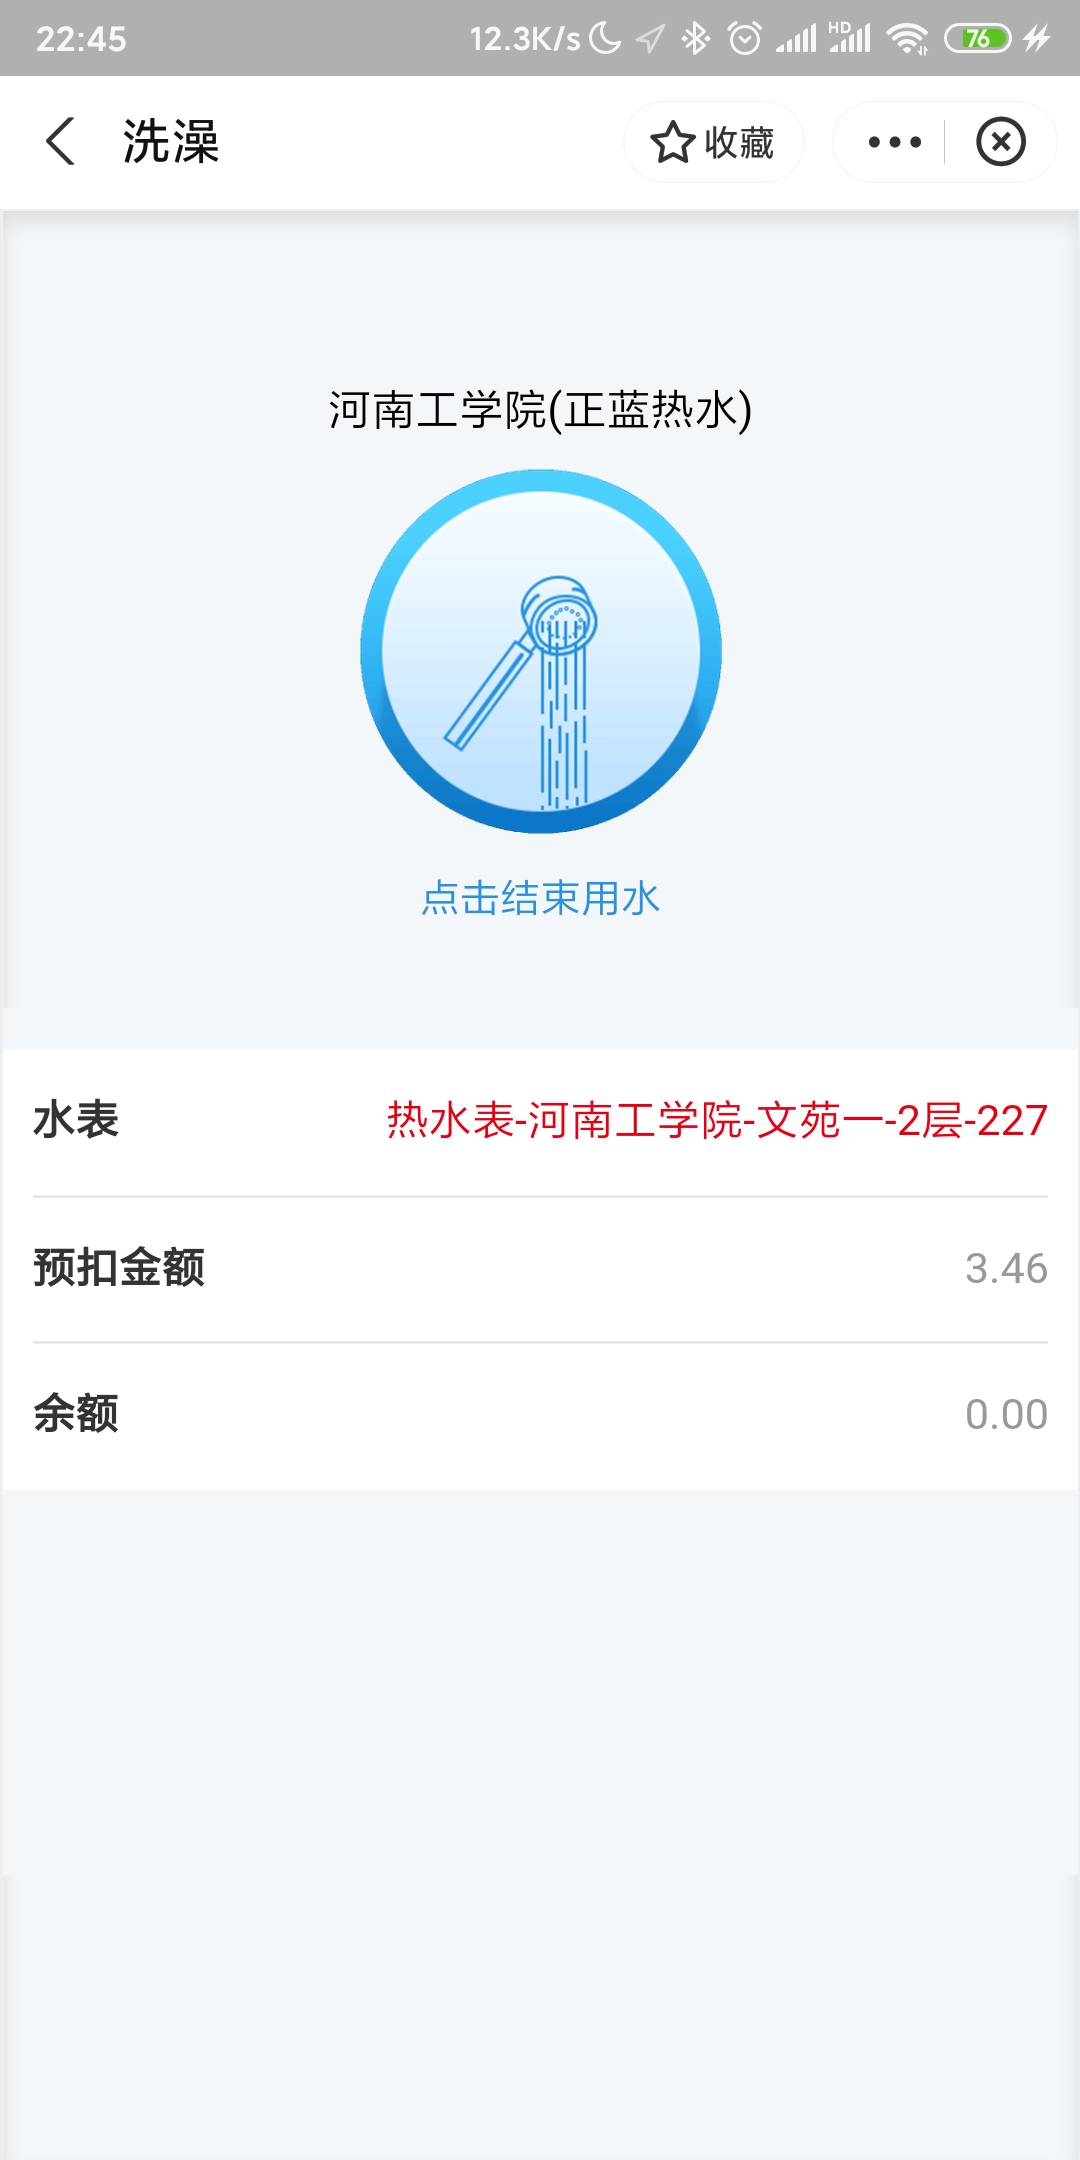 22:45 12.3K/s HD 76
洗澡 收藏
河南工学院(正蓝热水)
点击结束用水
水表 热水表-河南工学院-文苑一-2层-227
预扣金额 3.46
余额 0.00